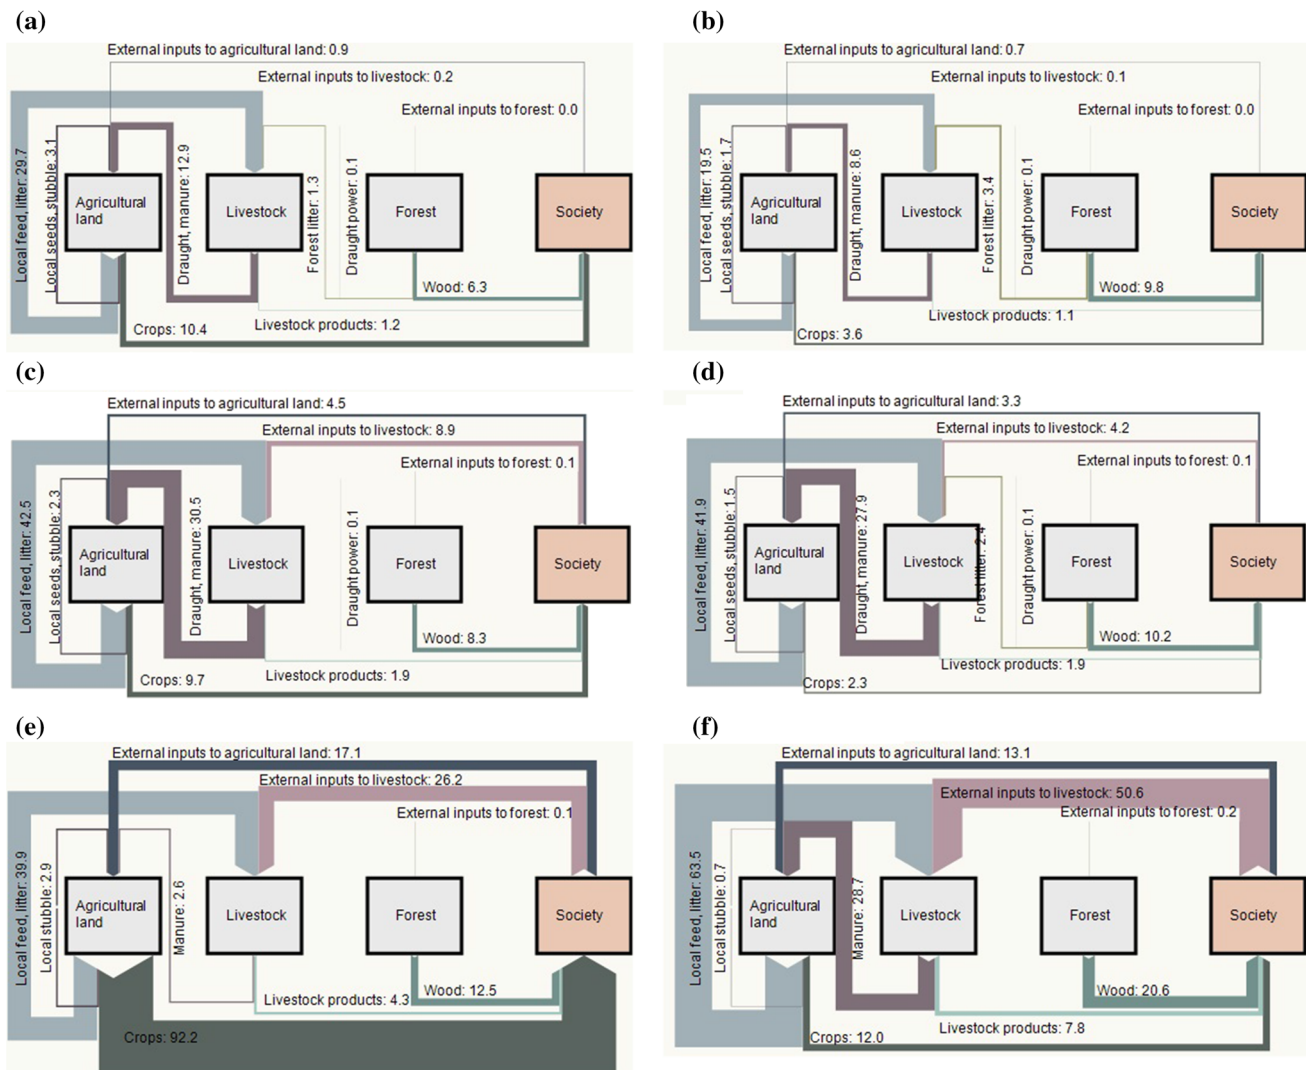 (a)
External inputs to agricultural land: 0.9
External inputs to livestock: 0.2
External inputs to forest: 0.0
Local feed, litter: 29.7
Local seeds, stubble: 3.1
Draught, manure: 12.9
Forest litter: 1.3
Draught power: 0.1
Agricultural
land
Livestock
Forest
Society
Wood: 6.3
Livestock products: 1.2
Crops: 10.4
(b)
External inputs to agricultural land: 0.7
External inputs to livestock: 0.1
External inputs to forest: 0.0
Local feed, litter: 19.5
Local seeds, stubble: 1.7
Draught, manure: 8.6
Forest litter: 3.4
Draught power: 0.1
Agricultural
land
Livestock
Forest
Society
Wood: 9.8
Livestock products: 1.1
Crops: 3.6
(c)
External inputs to agricultural land: 4.5
External inputs to livestock: 8.9
External inputs to forest: 0.1
Local feed, litter: 42.5
Local seeds, stubble: 2.3
Draught, manure: 30.5
Draught power: 0.1
Agricultural
land
Livestock
Forest
Society
Wood: 8.3
Livestock products: 1.9
Crops: 9.7
(d)
External inputs to agricultural land: 3.3
External inputs to livestock: 4.2
External inputs to forest: 0.1
Local feed, litter: 41.9
Local seeds, stubble: 1.5
Draught, manure: 27.9
Forest litter: 2.4
Draught power: 0.1
Agricultural
land
Livestock
Forest
Society
Wood: 10.2
Livestock products: 1.9
Crops: 2.3
(e)
External inputs to agricultural land: 17.1
External inputs to livestock: 26.2
External inputs to forest: 0.1
Local feed, litter: 39.9
Local stubble: 2.9
Manure: 2.6
Agricultural
land
Livestock
Forest
Society
Wood: 12.5
Livestock products: 4.3
Crops: 92.2
(f)
External inputs to agricultural land: 13.1
External inputs to livestock: 50.6
External inputs to forest: 0.2
Local feed, litter: 63.5
Local stubble: 0.7
Manure: 28.7
Agricultural
land
Livestock
Forest
Society
Wood: 20.6
Livestock products: 7.8
Crops: 12.0